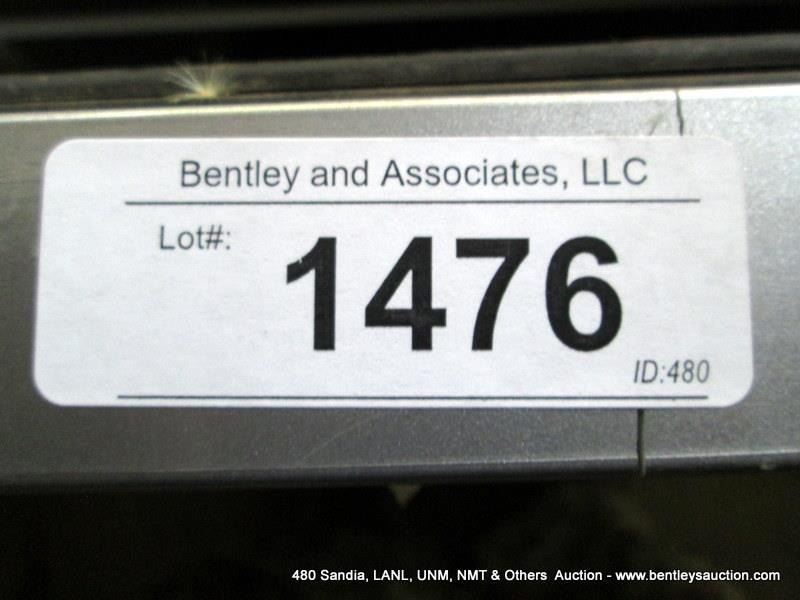 Bentley and Associates, LLC
Lot#:
1476
ID:480
480 Sandia, LANL, UNM, NMT & Others  Auction - www.bentleysauction.com